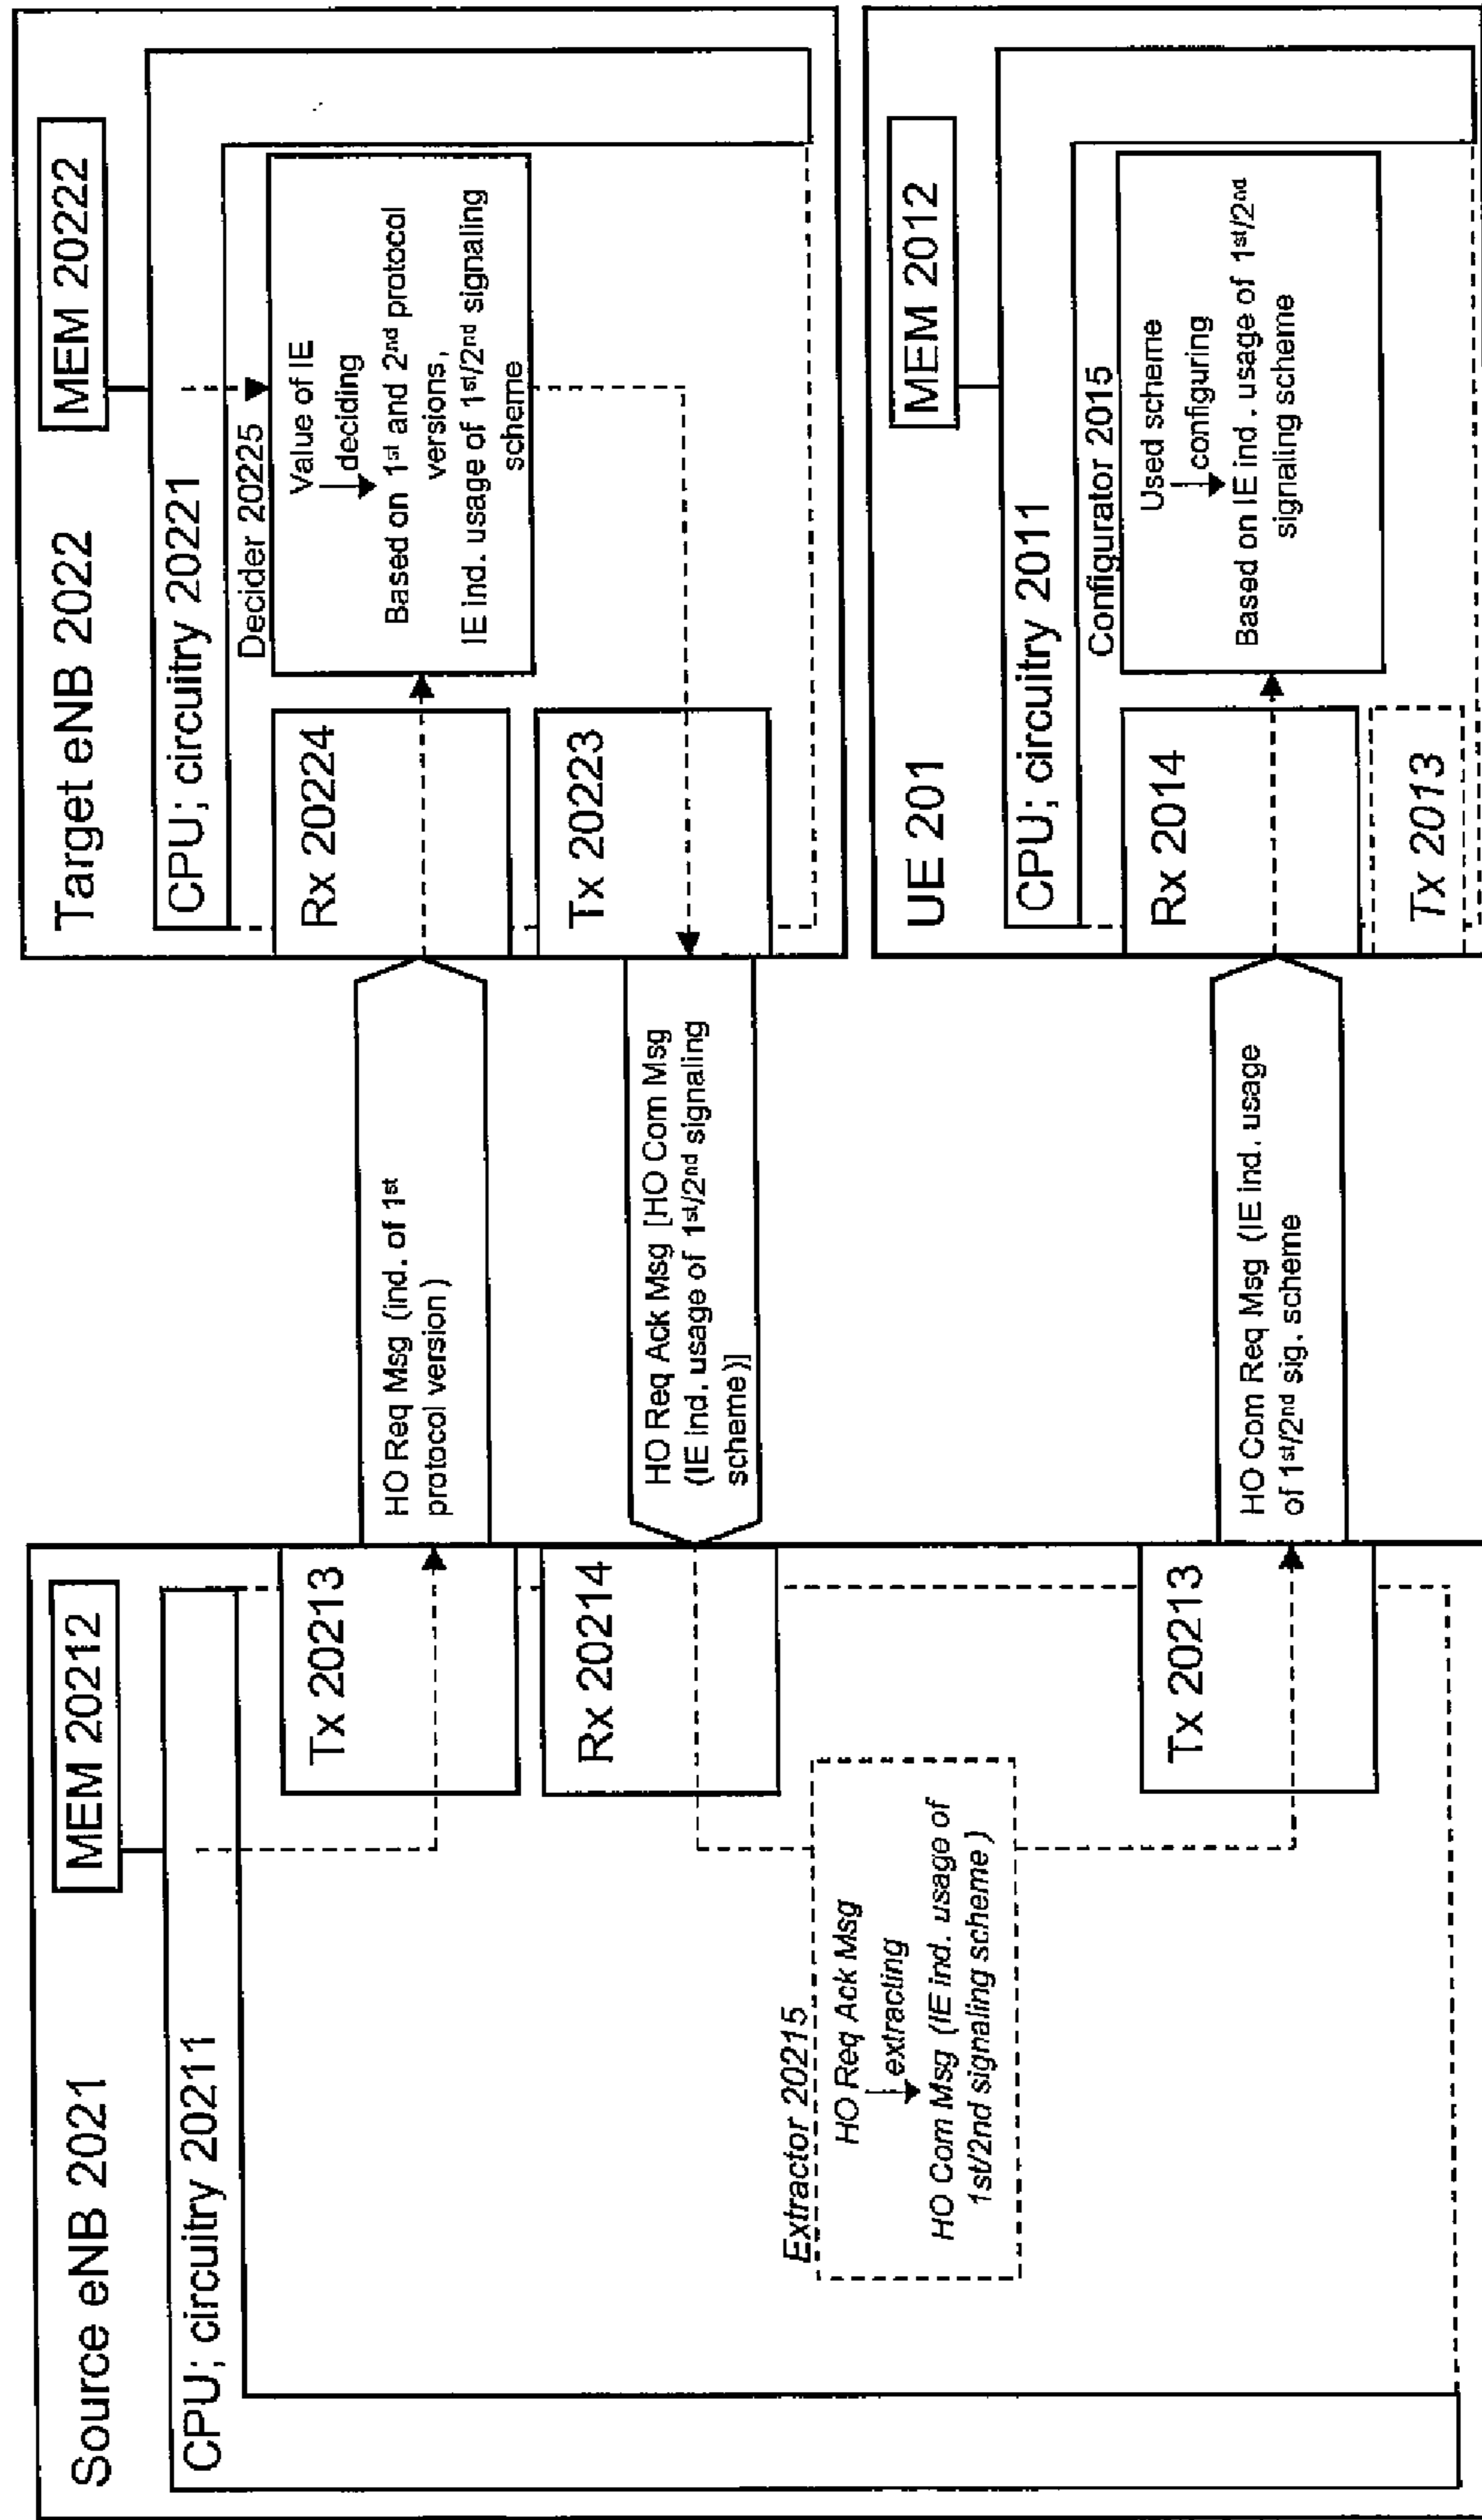 Source eNB 2021
MEM 20212
CPU; circuitry 20211
Tx 20213
Rx 20214
Extractor 20215
HO Req Ack Msg
extracting
HO Com Msg (IE ind. usage of
1st/2nd signaling scheme)
Tx 20213
HO Req Msg (ind. of 1st
protocol version)
HO Req Ack Msg [HO Com Msg
(IE ind. usage of 1st/2nd signaling
scheme)]
HO Com Req Msg (IE ind. usage
of 1st/2nd sig. scheme
Target eNB 2022
MEM 20222
CPU; circuitry 20221
Decider 20225
Rx 20224
Value of IE
deciding
Based on 1st and 2nd protocol
versions,
IE ind. usage of 1st/2nd signaling
scheme
Tx 20223
UE 201
MEM 2012
CPU; circuitry 2011
Configurator 2015
Rx 2014
Used scheme
configuring
Based on IE ind. usage of 1st/2nd
signaling scheme
Tx 2013